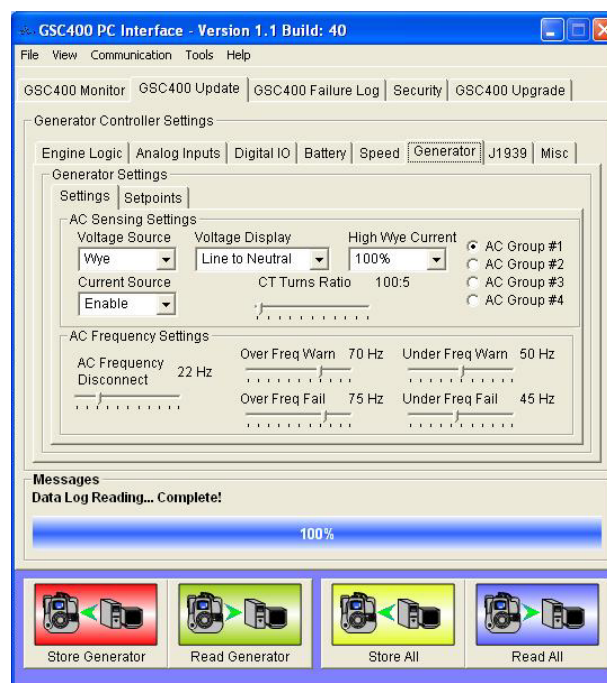 GSC400 PC Interface - Version 1.1 Build: 40
File View Communication Tools Help
GSC400 Monitor GSC400 Update GSC400 Failure Log Security GSC400 Upgrade
Generator Controller Settings
Engine Logic Analog Inputs Digital IO Battery Speed Generator J1939 Misc
Generator Settings
Settings Setpoints
AC Sensing Settings
Voltage Source Voltage Display High Wye Current
Wye Line to Neutral 100%
AC Group #1
AC Group #2
AC Group #3
AC Group #4
Current Source CT Turns Ratio 100:5
Enable
AC Frequency Settings
AC Frequency Disconnect 22 Hz
Over Freq Warn 70 Hz Under Freq Warn 50 Hz
Over Freq Fail 75 Hz Under Freq Fail 45 Hz
Messages
Data Log Reading... Complete!
100%
Store Generator Read Generator Store All Read All